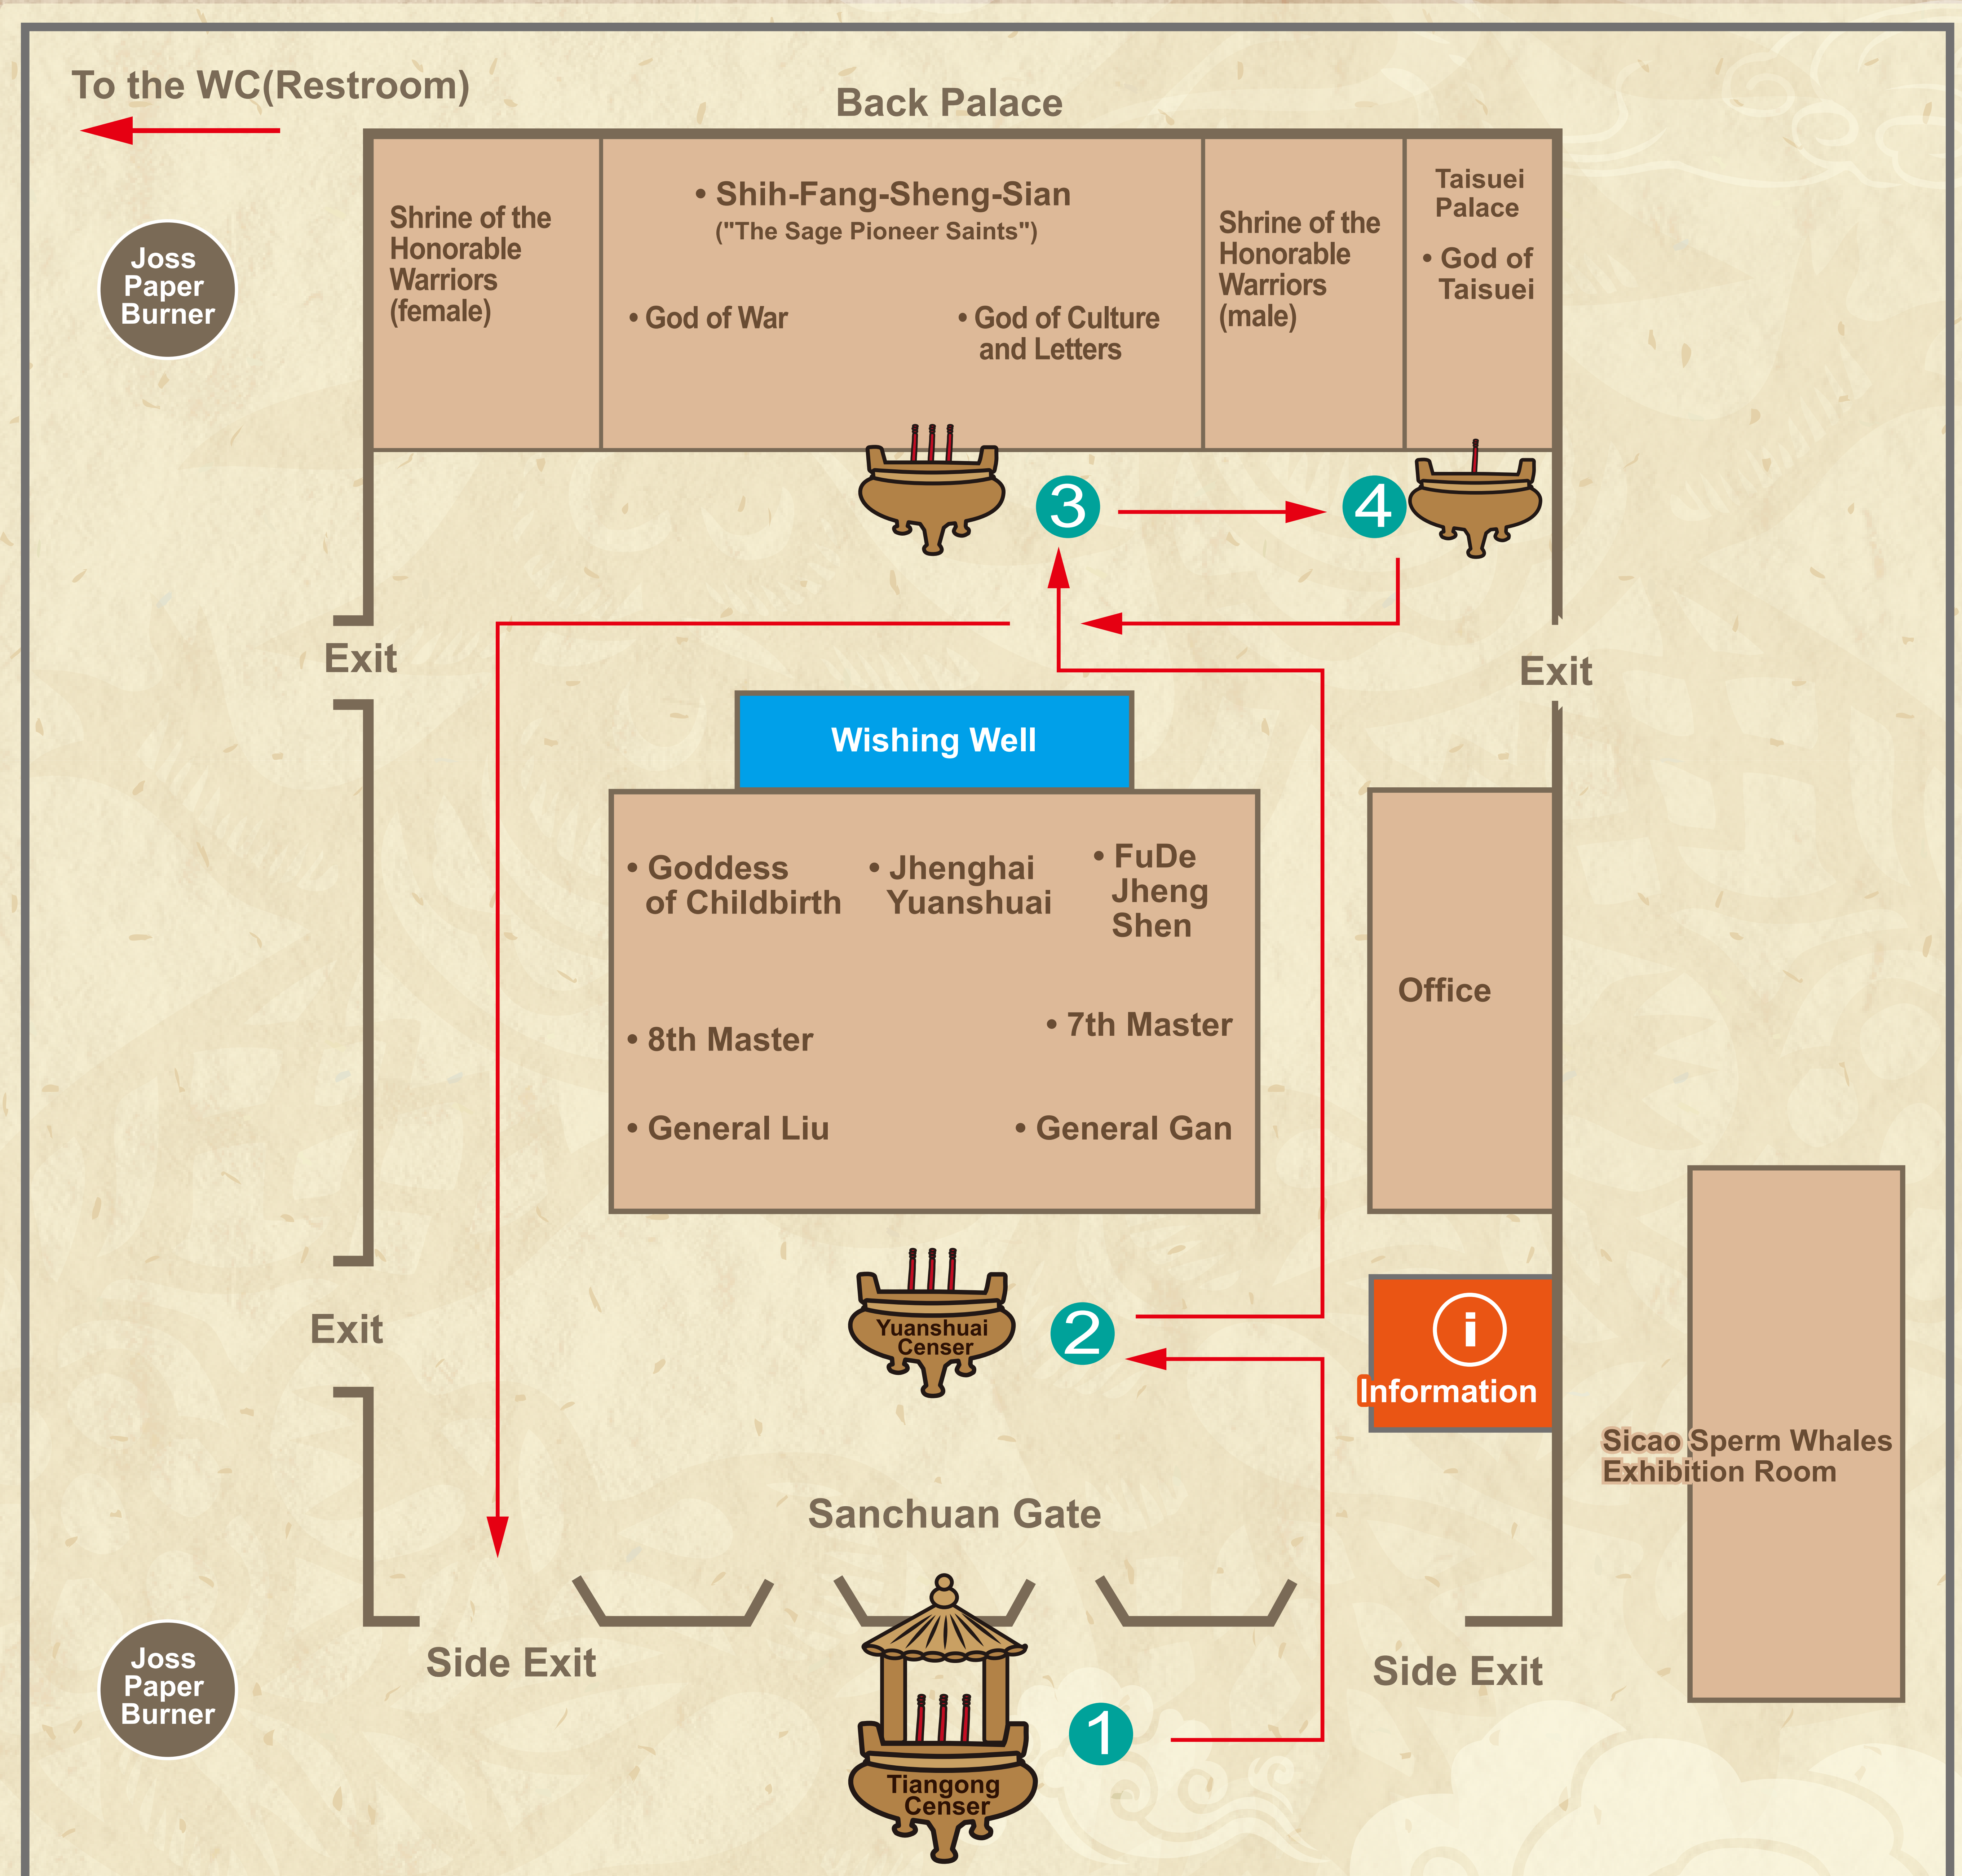 To the WC(Restroom)
Back Palace
Joss
Paper
Burner
Shrine of the
Honorable
Warriors
(female)
• Shih-Fang-Sheng-Sian
("The Sage Pioneer Saints")
• God of War
• God of Culture
and Letters
Shrine of the
Honorable
Warriors
(male)
Taisuei
Palace
• God of
Taisuei
3
4
Exit
Exit
Wishing Well
• Goddess
of Childbirth
• Jhenghai
Yuanshuai
• FuDe
Jheng
Shen
• 8th Master
• 7th Master
• General Liu
• General Gan
Office
Exit
Yuanshuai
Censer
2
i
Information
Sicao Sperm Whales
Exhibition Room
Sanchuan Gate
Side Exit
Side Exit
Joss
Paper
Burner
1
Tiangong
Censer